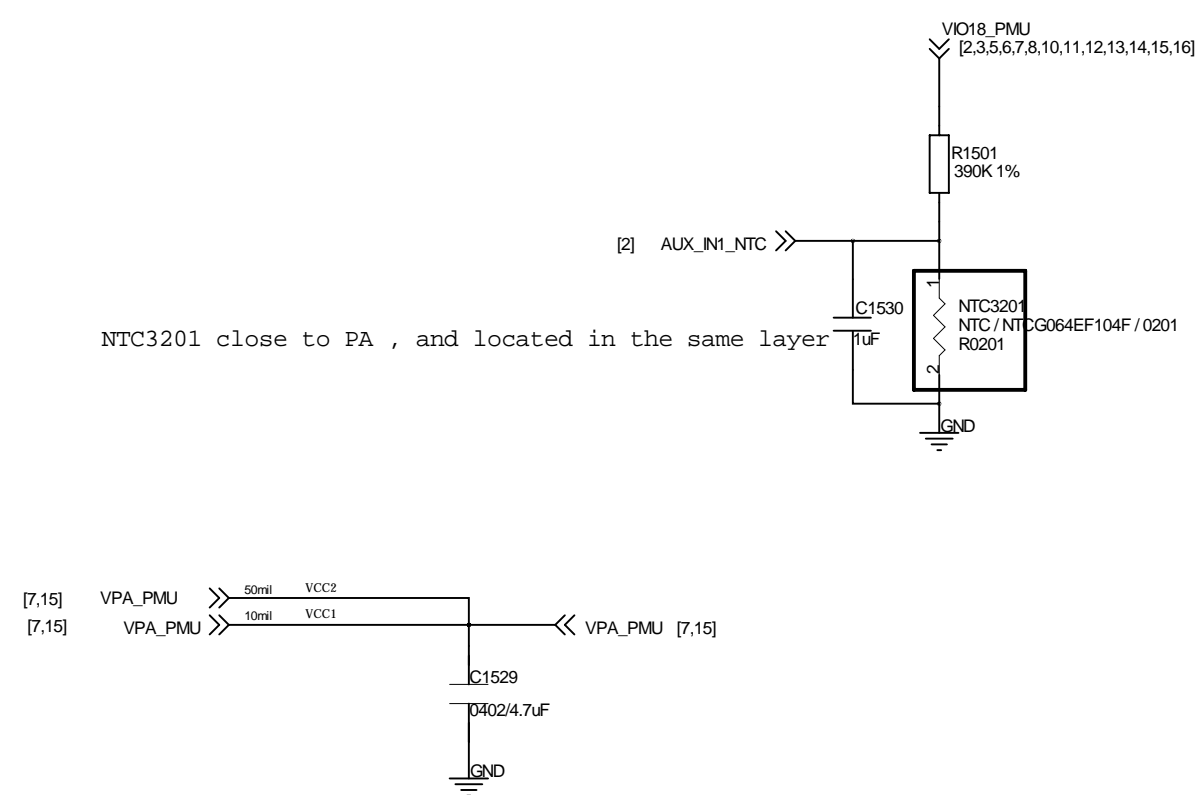 VIO18_PMU
[2,3,5,6,7,8,10,11,12,13,14,15,16]
R1501
390K 1%
[2] AUX_IN1_NTC
1
C1530
1uF
NTC3201
NTC / NTCG064EF104F / 0201
R0201
2
NTC3201 close to PA , and located in the same layer
GND
[7,15] VPA_PMU 50mil VCC2
[7,15] VPA_PMU 10mil VCC1
VPA_PMU [7,15]
C1529
0402/4.7uF
GND